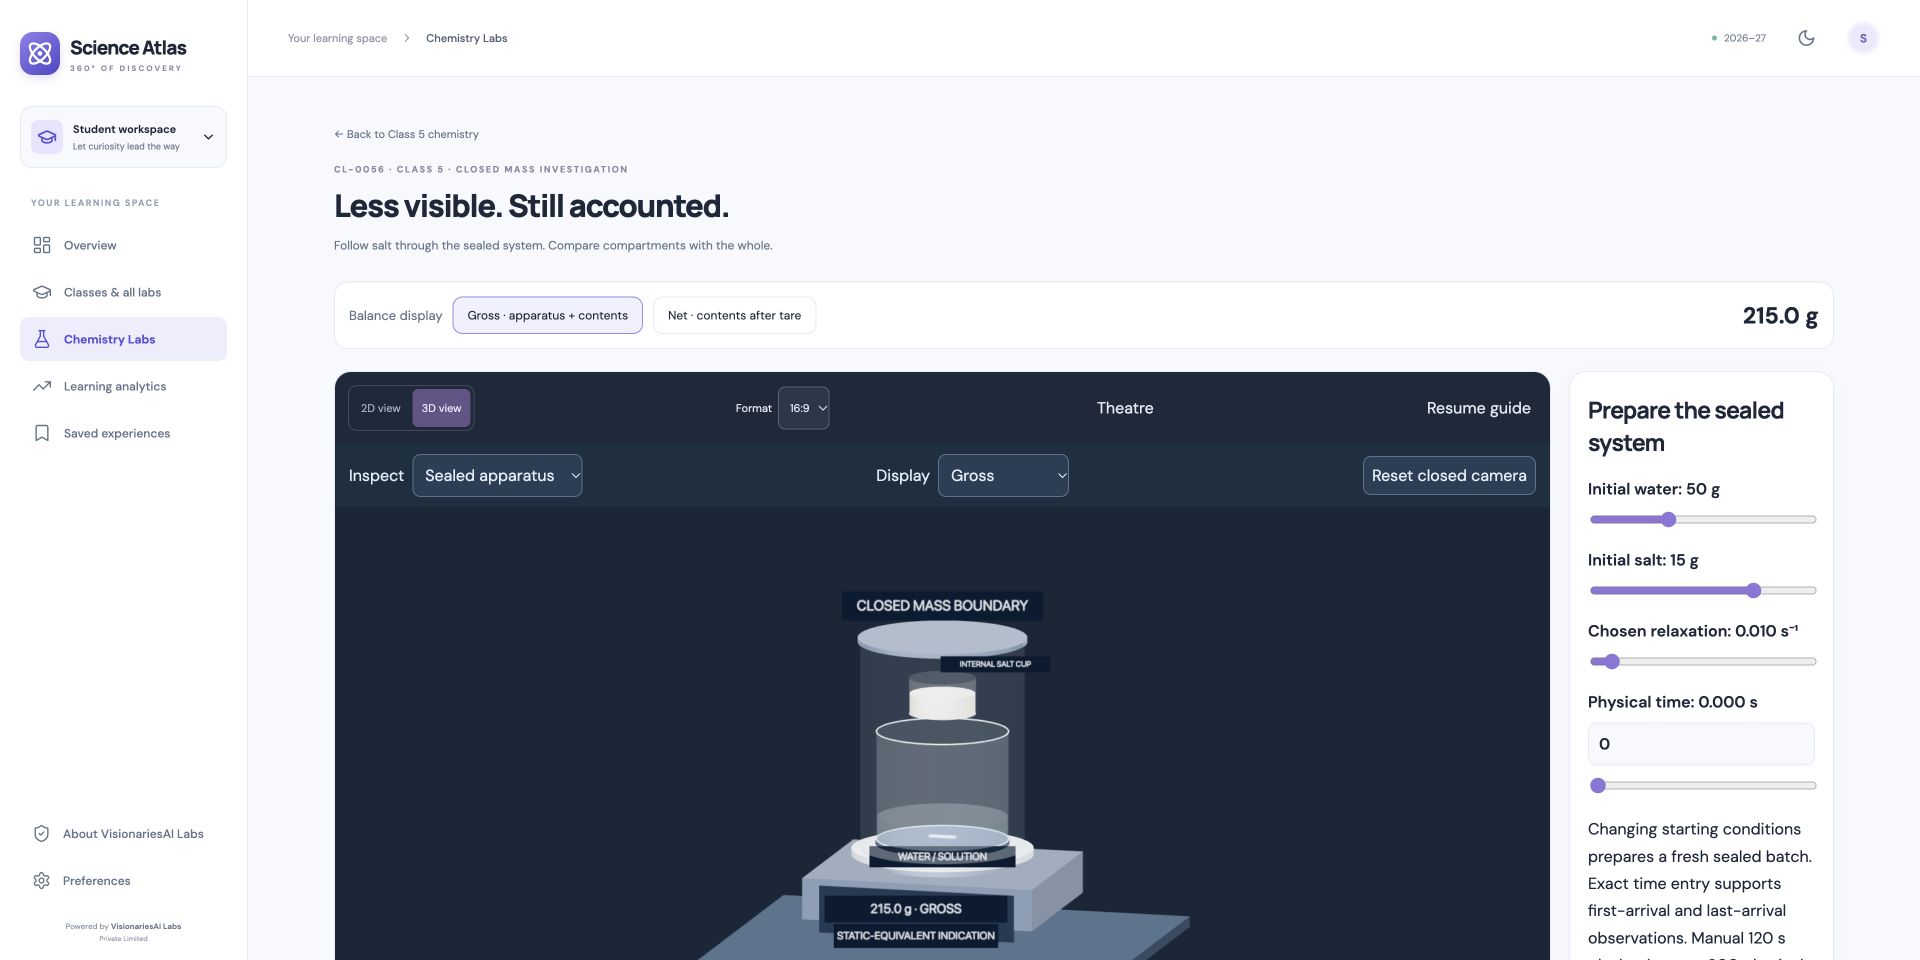 Science Atlas
360° OF DISCOVERY
Student workspace
Let curiosity lead the way
YOUR LEARNING SPACE
Overview
Classes & all labs
Chemistry Labs
Learning analytics
Saved experiences
About VisionariesAI Labs
Preferences
Powered by VisionariesAI Labs
Private Limited
Your learning space > Chemistry Labs
2026–27
S
← Back to Class 5 chemistry
CL-0056 · CLASS 5 · CLOSED MASS INVESTIGATION
Less visible. Still accounted.
Follow salt through the sealed system. Compare compartments with the whole.
Balance display
Gross · apparatus + contents
Net · contents after tare
215.0 g
2D view
3D view
Format
16:9
Theatre
Resume guide
Inspect
Sealed apparatus
Display
Gross
Reset closed camera
CLOSED MASS BOUNDARY
INTERNAL SALT CUP
WATER / SOLUTION
215.0 g · GROSS
STATIC-EQUIVALENT INDICATION
Prepare the sealed
system
Initial water: 50 g
Initial salt: 15 g
Chosen relaxation: 0.010 s⁻¹
Physical time: 0.000 s
0
Changing starting conditions
prepares a fresh sealed batch.
Exact time entry supports
first-arrival and last-arrival
observations. Manual 120 s